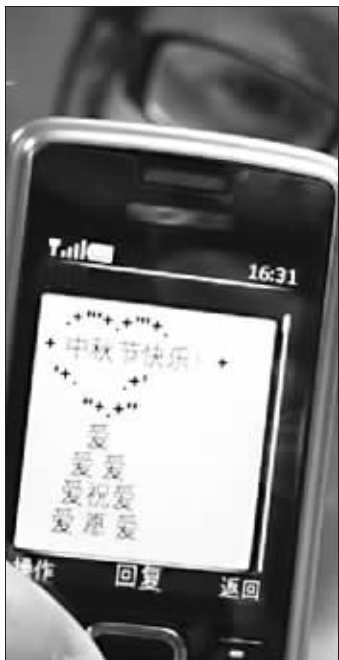 16:31
.+"'+.+"'+.
+ 中秋节快乐! +
'+. .+'
"+.+"
爱
爱 爱
爱祝爱
爱愿爱
操作 回复 返回